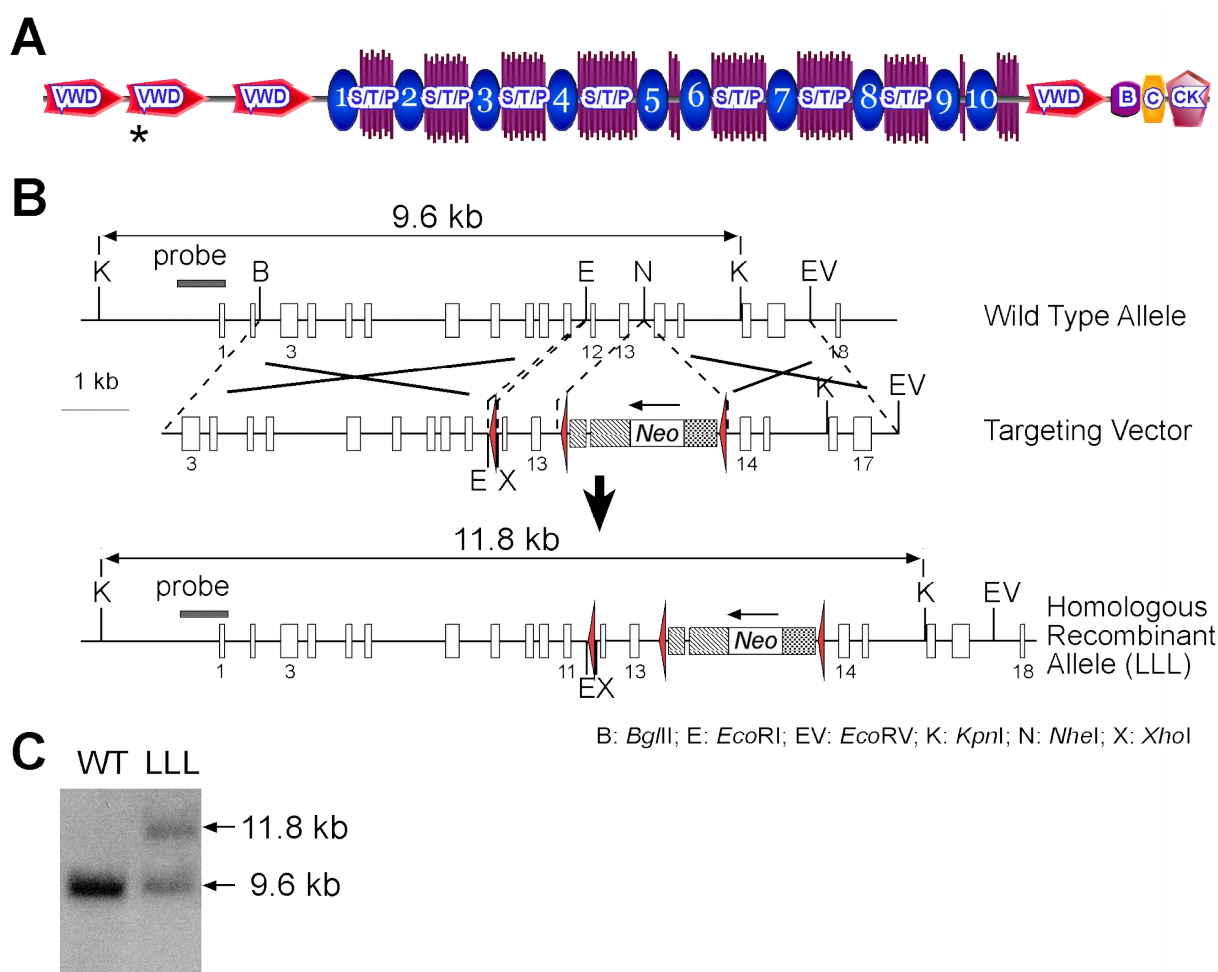 A
VWD VWD VWD 1 S/T/P 2 S/T/P 3 S/T/P 4 S/T/P 5 6 S/T/P 7 S/T/P 8 S/T/P 9 10 VWD B C CK
*
B
9.6 kb
probe
K B E N K EV
Wild Type Allele
1 3 12 13 18
1 kb
K EV
Neo
Targeting Vector
3 13 14 17
E X
11.8 kb
probe
K K EV
Neo
Homologous
Recombinant
Allele (LLL)
1 3 11 13 14 18
EX
B: BglII; E: EcoRI; EV: EcoRV; K: KpnI; N: NheI; X: XhoI
C
WT LLL
11.8 kb
9.6 kb